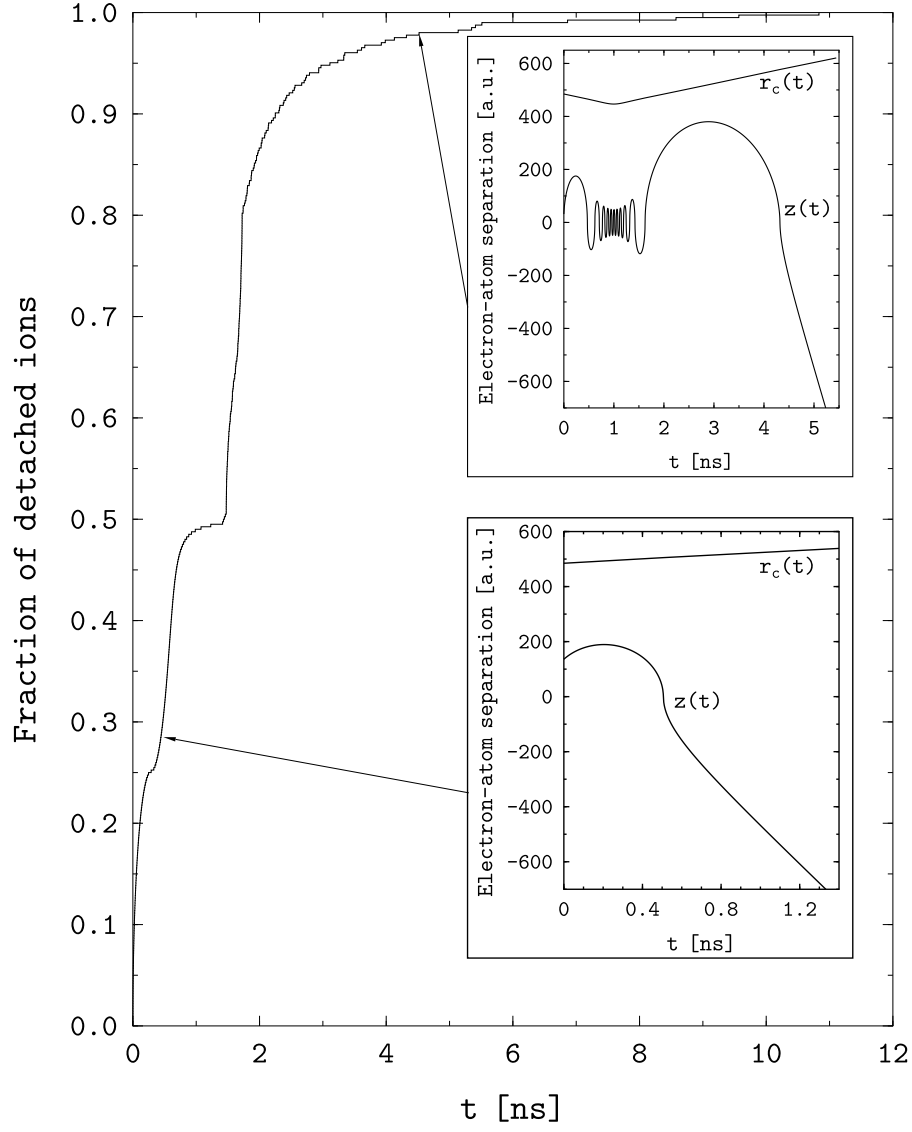 Fraction of detached ions
1.0
0.9
0.8
0.7
0.6
0.5
0.4
0.3
0.2
0.1
0.0
0 2 4 6 8 10 12
t [ns]
Electron-atom separation [a.u.]
600
400
200
0
-200
-400
-600
r_c(t)
z(t)
0 1 2 3 4 5
t [ns]
Electron-atom separation [a.u.]
600
400
200
0
-200
-400
-600
r_c(t)
z(t)
0 0.4 0.8 1.2
t [ns]